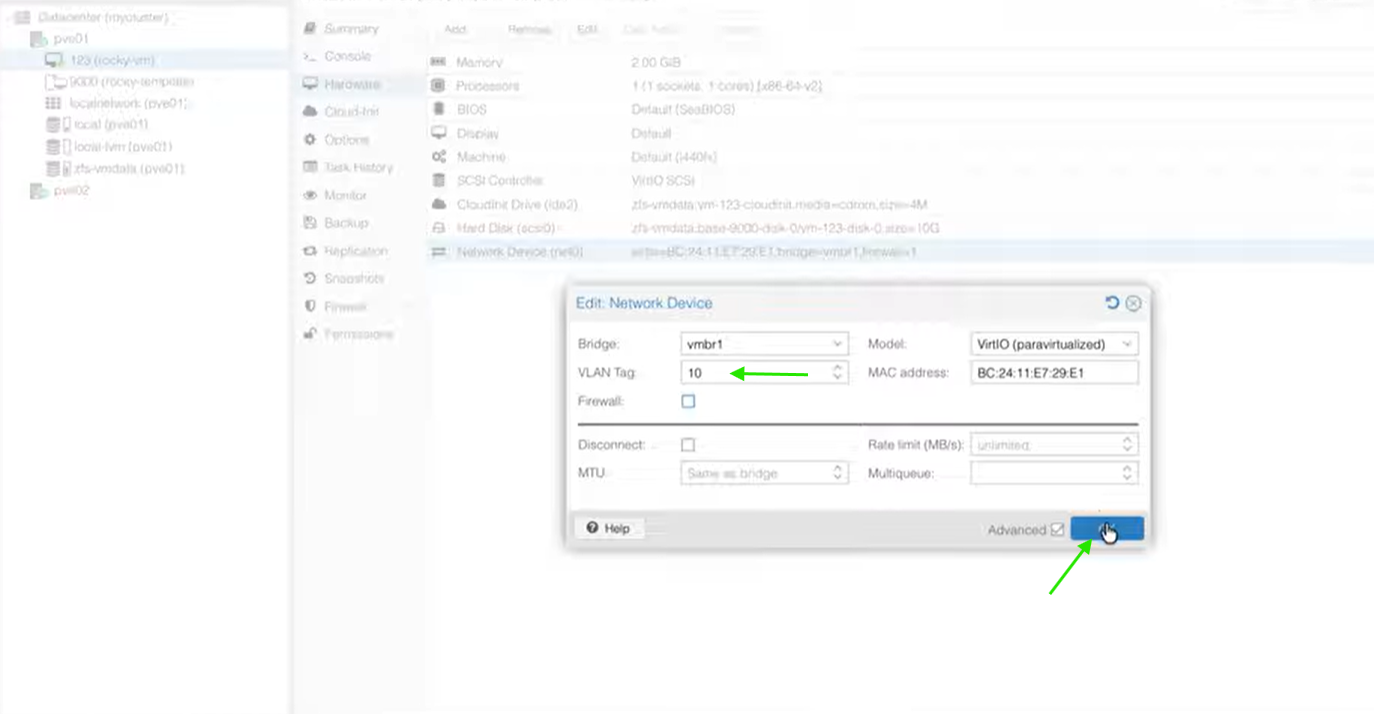 Datacenter (mycluster)
pve01
123 (rocky-vm)
9000 (rocky-template)
localnetwork (pve01)
local (pve01)
local-lvm (pve01)
zfs-vmdata (pve01)
pve02
Summary
Console
Hardware
Cloud-Init
Options
Task History
Monitor
Backup
Replication
Snapshots
Firewall
Permissions
Add Remove Edit
Memory 2.00 GiB
Processors 1 (1 sockets, 1 cores) [x86-64-v2]
BIOS Default (SeaBIOS)
Display Default
Machine Default (i440fx)
SCSI Controller VirtIO SCSI
CloudInit Drive (ide2) zfs-vmdata:vm-123-cloudinit,media=cdrom,size=4M
Hard Disk (scsi0) zfs-vmdata:base-9000-disk-0/vm-123-disk-0,size=10G
Network Device (net0) virtio=BC:24:11:E7:29:E1,bridge=vmbr1,firewall=1
Edit: Network Device
Bridge: vmbr1 Model: VirtIO (paravirtualized)
VLAN Tag: 10 MAC address: BC:24:11:E7:29:E1
Firewall:
Disconnect: Rate limit (MB/s): unlimited
MTU: Same as bridge Multiqueue:
Help Advanced